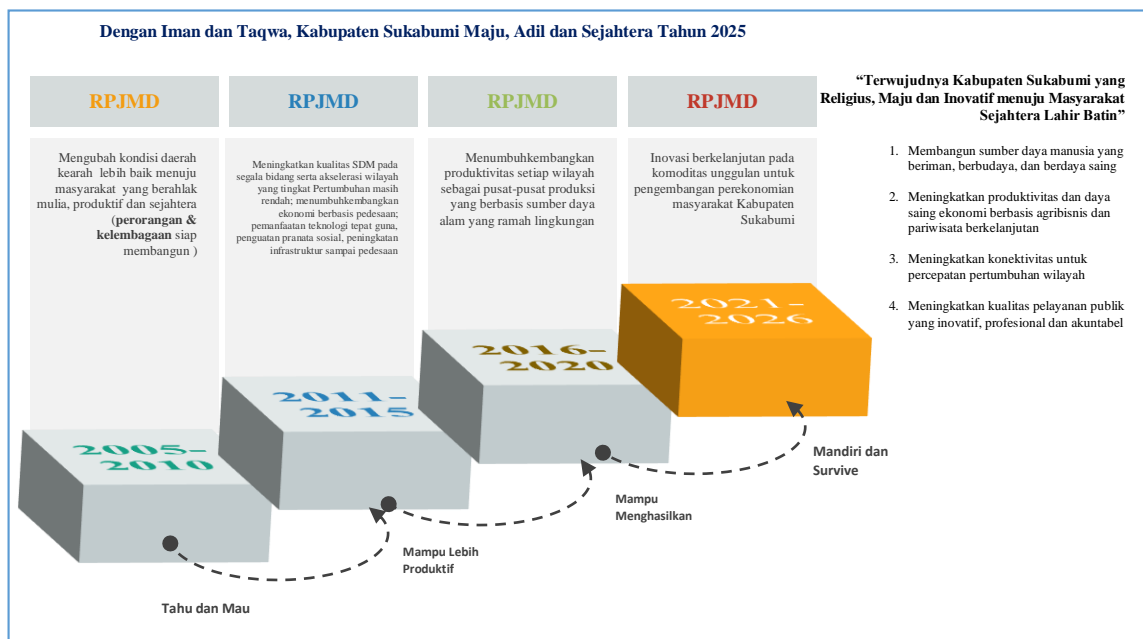 Dengan Iman dan Taqwa, Kabupaten Sukabumi Maju, Adil dan Sejahtera Tahun 2025
RPJMD
RPJMD
RPJMD
RPJMD
Mengubah kondisi daerah
kearah lebih baik menuju
masyarakat yang berahlak
mulia, produktif dan sejahtera
(perorangan &
kelembagaan siap
membangun )
Meningkatkan kualitas SDM pada
segala bidang serta akselerasi wilayah
yang tingkat Pertumbuhan masih
rendah; menumbuhkembangkan
ekonomi berbasis pedesaan;
pemanfaatan teknologi tepat guna,
penguatan pranata sosial, peningkatan
infrastruktur sampai pedesaan
Menumbuhkembangkan
produktivitas setiap wilayah
sebagai pusat-pusat produksi
yang berbasis sumber daya
alam yang ramah lingkungan
Inovasi berkelanjutan pada
komoditas unggulan untuk
pengembangan perekonomian
masyarakat Kabupaten
Sukabumi
2005-
2010
2011-
2015
2016-
2020
2021-
2026
Tahu dan Mau
Mampu Lebih
Produktif
Mampu
Menghasilkan
Mandiri dan
Survive
“Terwujudnya Kabupaten Sukabumi yang
Religius, Maju dan Inovatif menuju Masyarakat
Sejahtera Lahir Batin”
1. Membangun sumber daya manusia yang
beriman, berbudaya, dan berdaya saing
2. Meningkatkan produktivitas dan daya
saing ekonomi berbasis agribisnis dan
pariwisata berkelanjutan
3. Meningkatkan konektivitas untuk
percepatan pertumbuhan wilayah
4. Meningkatkan kualitas pelayanan publik
yang inovatif, profesional dan akuntabel